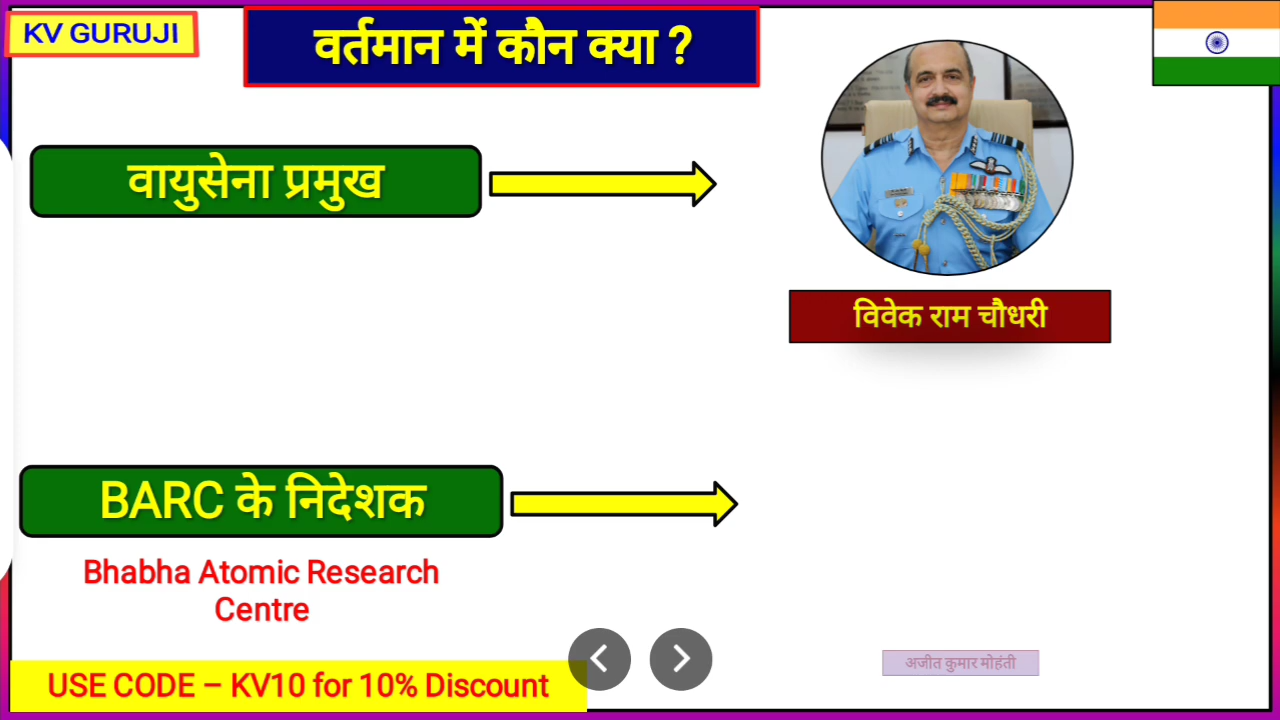 KV GURUJI
वर्तमान में कौन क्या ?
वायुसेना प्रमुख
विवेक राम चौधरी
BARC के निदेशक
Bhabha Atomic Research
Centre
अजीत कुमार मोहंती
USE CODE – KV10 for 10% Discount